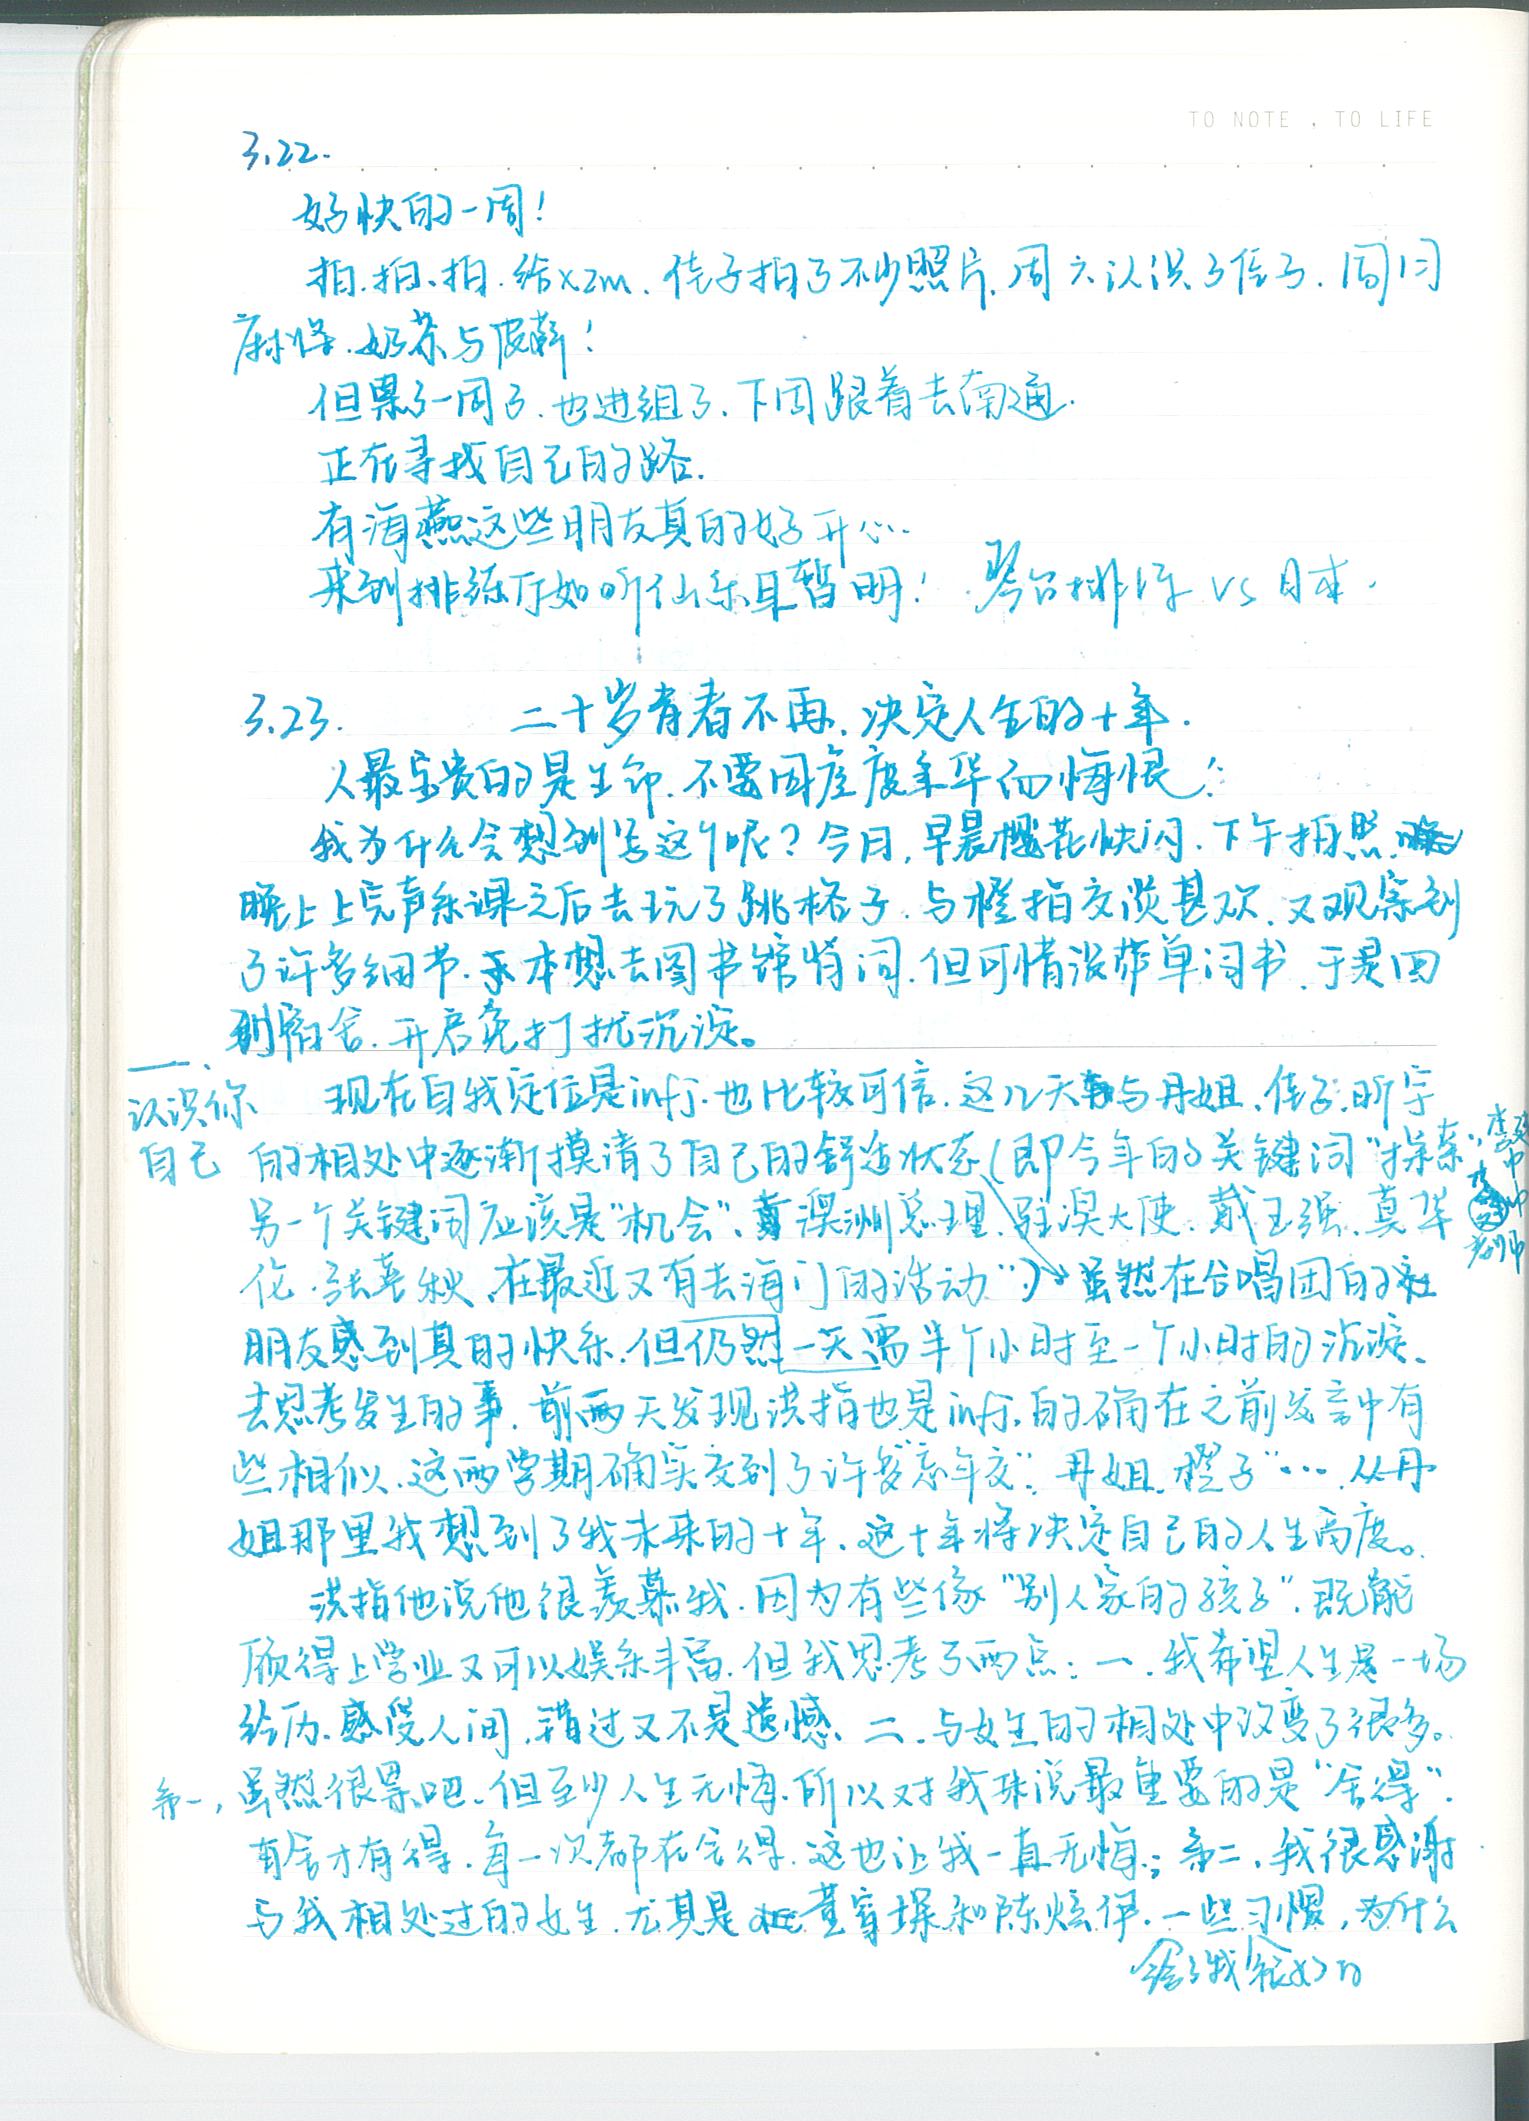 TO NOTE , TO LIFE
3.22.
好快的一周!
拍.拍.拍.给xzm.佳子拍了不少照片.周六认识了信子.周日
麻烽.奶茶与皮蕲!
但累了一周了.也进组了.下周跟着去南通.
正在寻找自己的路.
有海燕这些朋友真的好开心..
来到排练厅如听仙乐耳暂明! 琴台排练 vs 日本.
3.23. 二十岁青春不再、决定人生的十年.
人最宝贵的是生命.不要因虚度年华而悔恨!
我为什么会想到写这个呢?今日,早晨樱花快闪.下午拍照.
晚上上完声乐课之后去玩了跳格子.与橙指交谈甚欢.又观察到
了许多细节.本想去图书馆背词.但可惜没带单词书.于是回
到宿舍.开启免打扰沉淀。
一、
认识你
自己
现在自我定位是infj.也比较可信.这几天与丹姐、佳子.昕宇
的相处中逐渐摸清了自己的舒适状态(即今年的关键词"探索",
另一个关键词应该是"机会"、澳洲总理、驻澳大使、戴玉强、莫华
伦.张英秋、在最近又有去海门的活动")虽然在合唱团的
朋友感到真的快乐.但仍然一天需半个小时至一个小时的沉淀、
去思考发生的事.前两天发现洪指也是infj.的确在之前发言中有
些相似.这两学期确实交到了许多"忘年交".丹姐.橙子"...从丹
姐那里我想到了我未来的十年.这十年将决定自己的人生高度。
洪指他说他很羡慕我.因为有些像"别人家的孩子".既能
顾得上学业又可以娱乐丰富.但我思考了两点:一.我希望人生是一场
经历.感受人间,错过又不是遗憾、二.与女生的相处中改变了很多。
第一,虽然很累吧.但至少人生无悔.所以对我来说最重要的是"舍得".
有舍才有得.每一次都在舍得.这也让我一直无悔.;第二.我很感谢
与我相处过的女生.尤其是董家堔和陈炫伊.一些习惯,为什么
给了我很好的